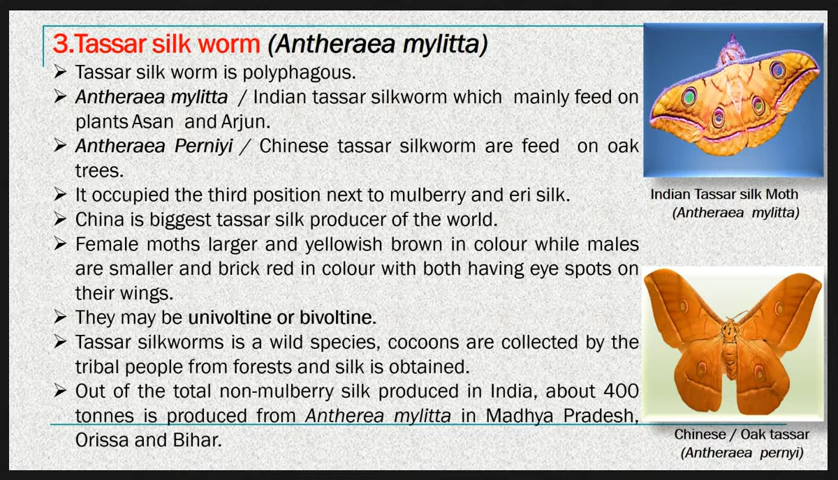 3.Tassar silk worm (Antheraea mylitta)
➢ Tassar silk worm is polyphagous.
➢ Antheraea mylitta / Indian tassar silkworm which mainly feed on
plants Asan and Arjun.
➢ Antheraea Perniyi / Chinese tassar silkworm are feed on oak
trees.
➢ It occupied the third position next to mulberry and eri silk.
➢ China is biggest tassar silk producer of the world.
➢ Female moths larger and yellowish brown in colour while males
are smaller and brick red in colour with both having eye spots on
their wings.
➢ They may be univoltine or bivoltine.
➢ Tassar silkworms is a wild species, cocoons are collected by the
tribal people from forests and silk is obtained.
➢ Out of the total non-mulberry silk produced in India, about 400
tonnes is produced from Antherea mylitta in Madhya Pradesh,
Orissa and Bihar.
Indian Tassar silk Moth
(Antheraea mylitta)
Chinese / Oak tassar
(Antheraea pernyi)